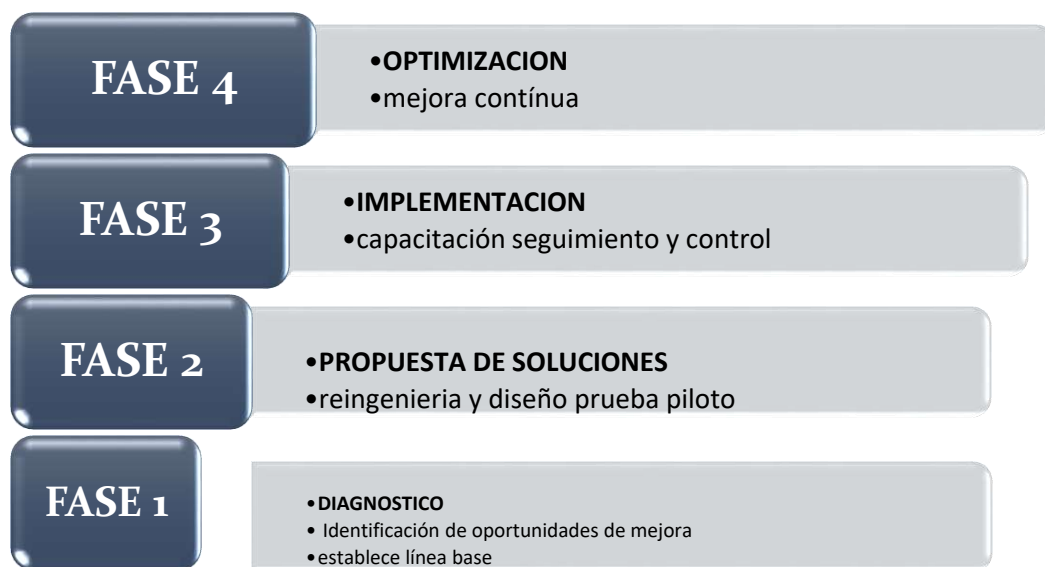 FASE 4
•OPTIMIZACION
•mejora contínua
FASE 3
•IMPLEMENTACION
•capacitación seguimiento y control
FASE 2
•PROPUESTA DE SOLUCIONES
•reingenieria y diseño prueba piloto
FASE 1
•DIAGNOSTICO
• Identificación de oportunidades de mejora
•establece línea base